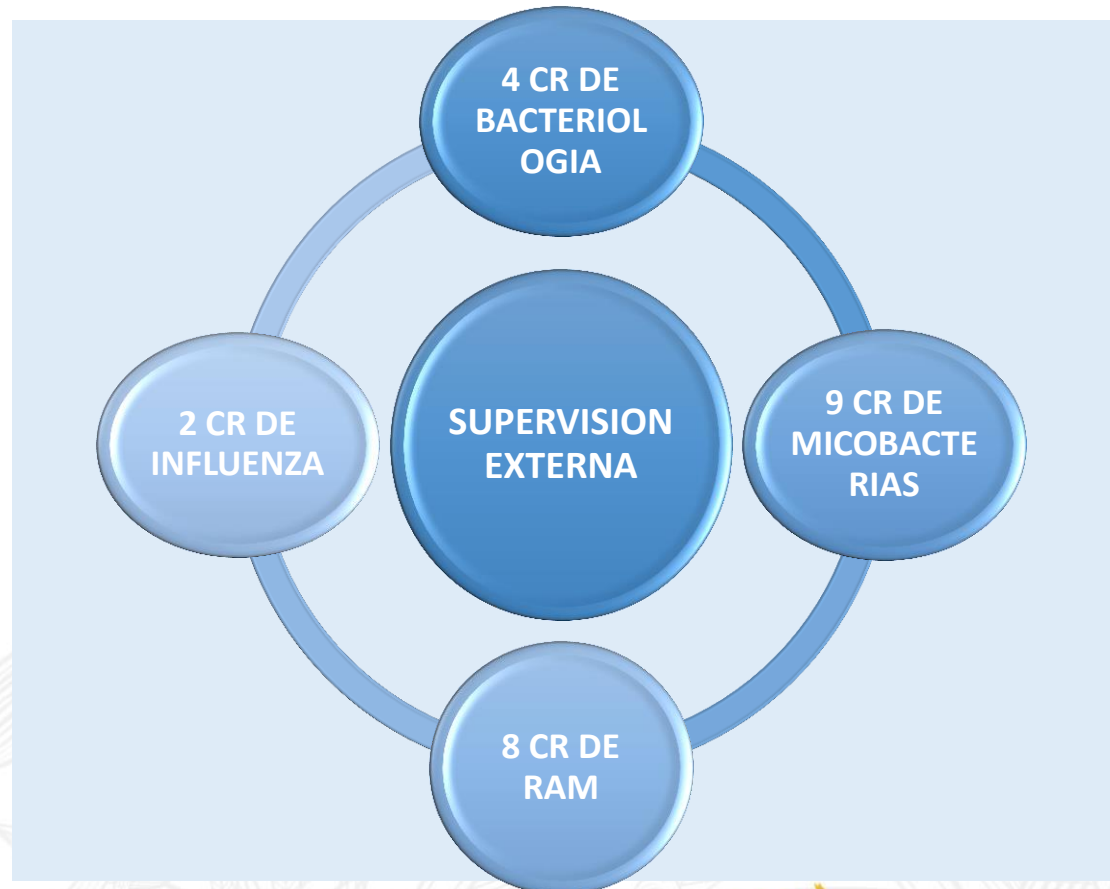 4 CR DE
BACTERIOL
OGIA
2 CR DE
INFLUENZA
SUPERVISION
EXTERNA
9 CR DE
MICOBACTE
RIAS
8 CR DE
RAM